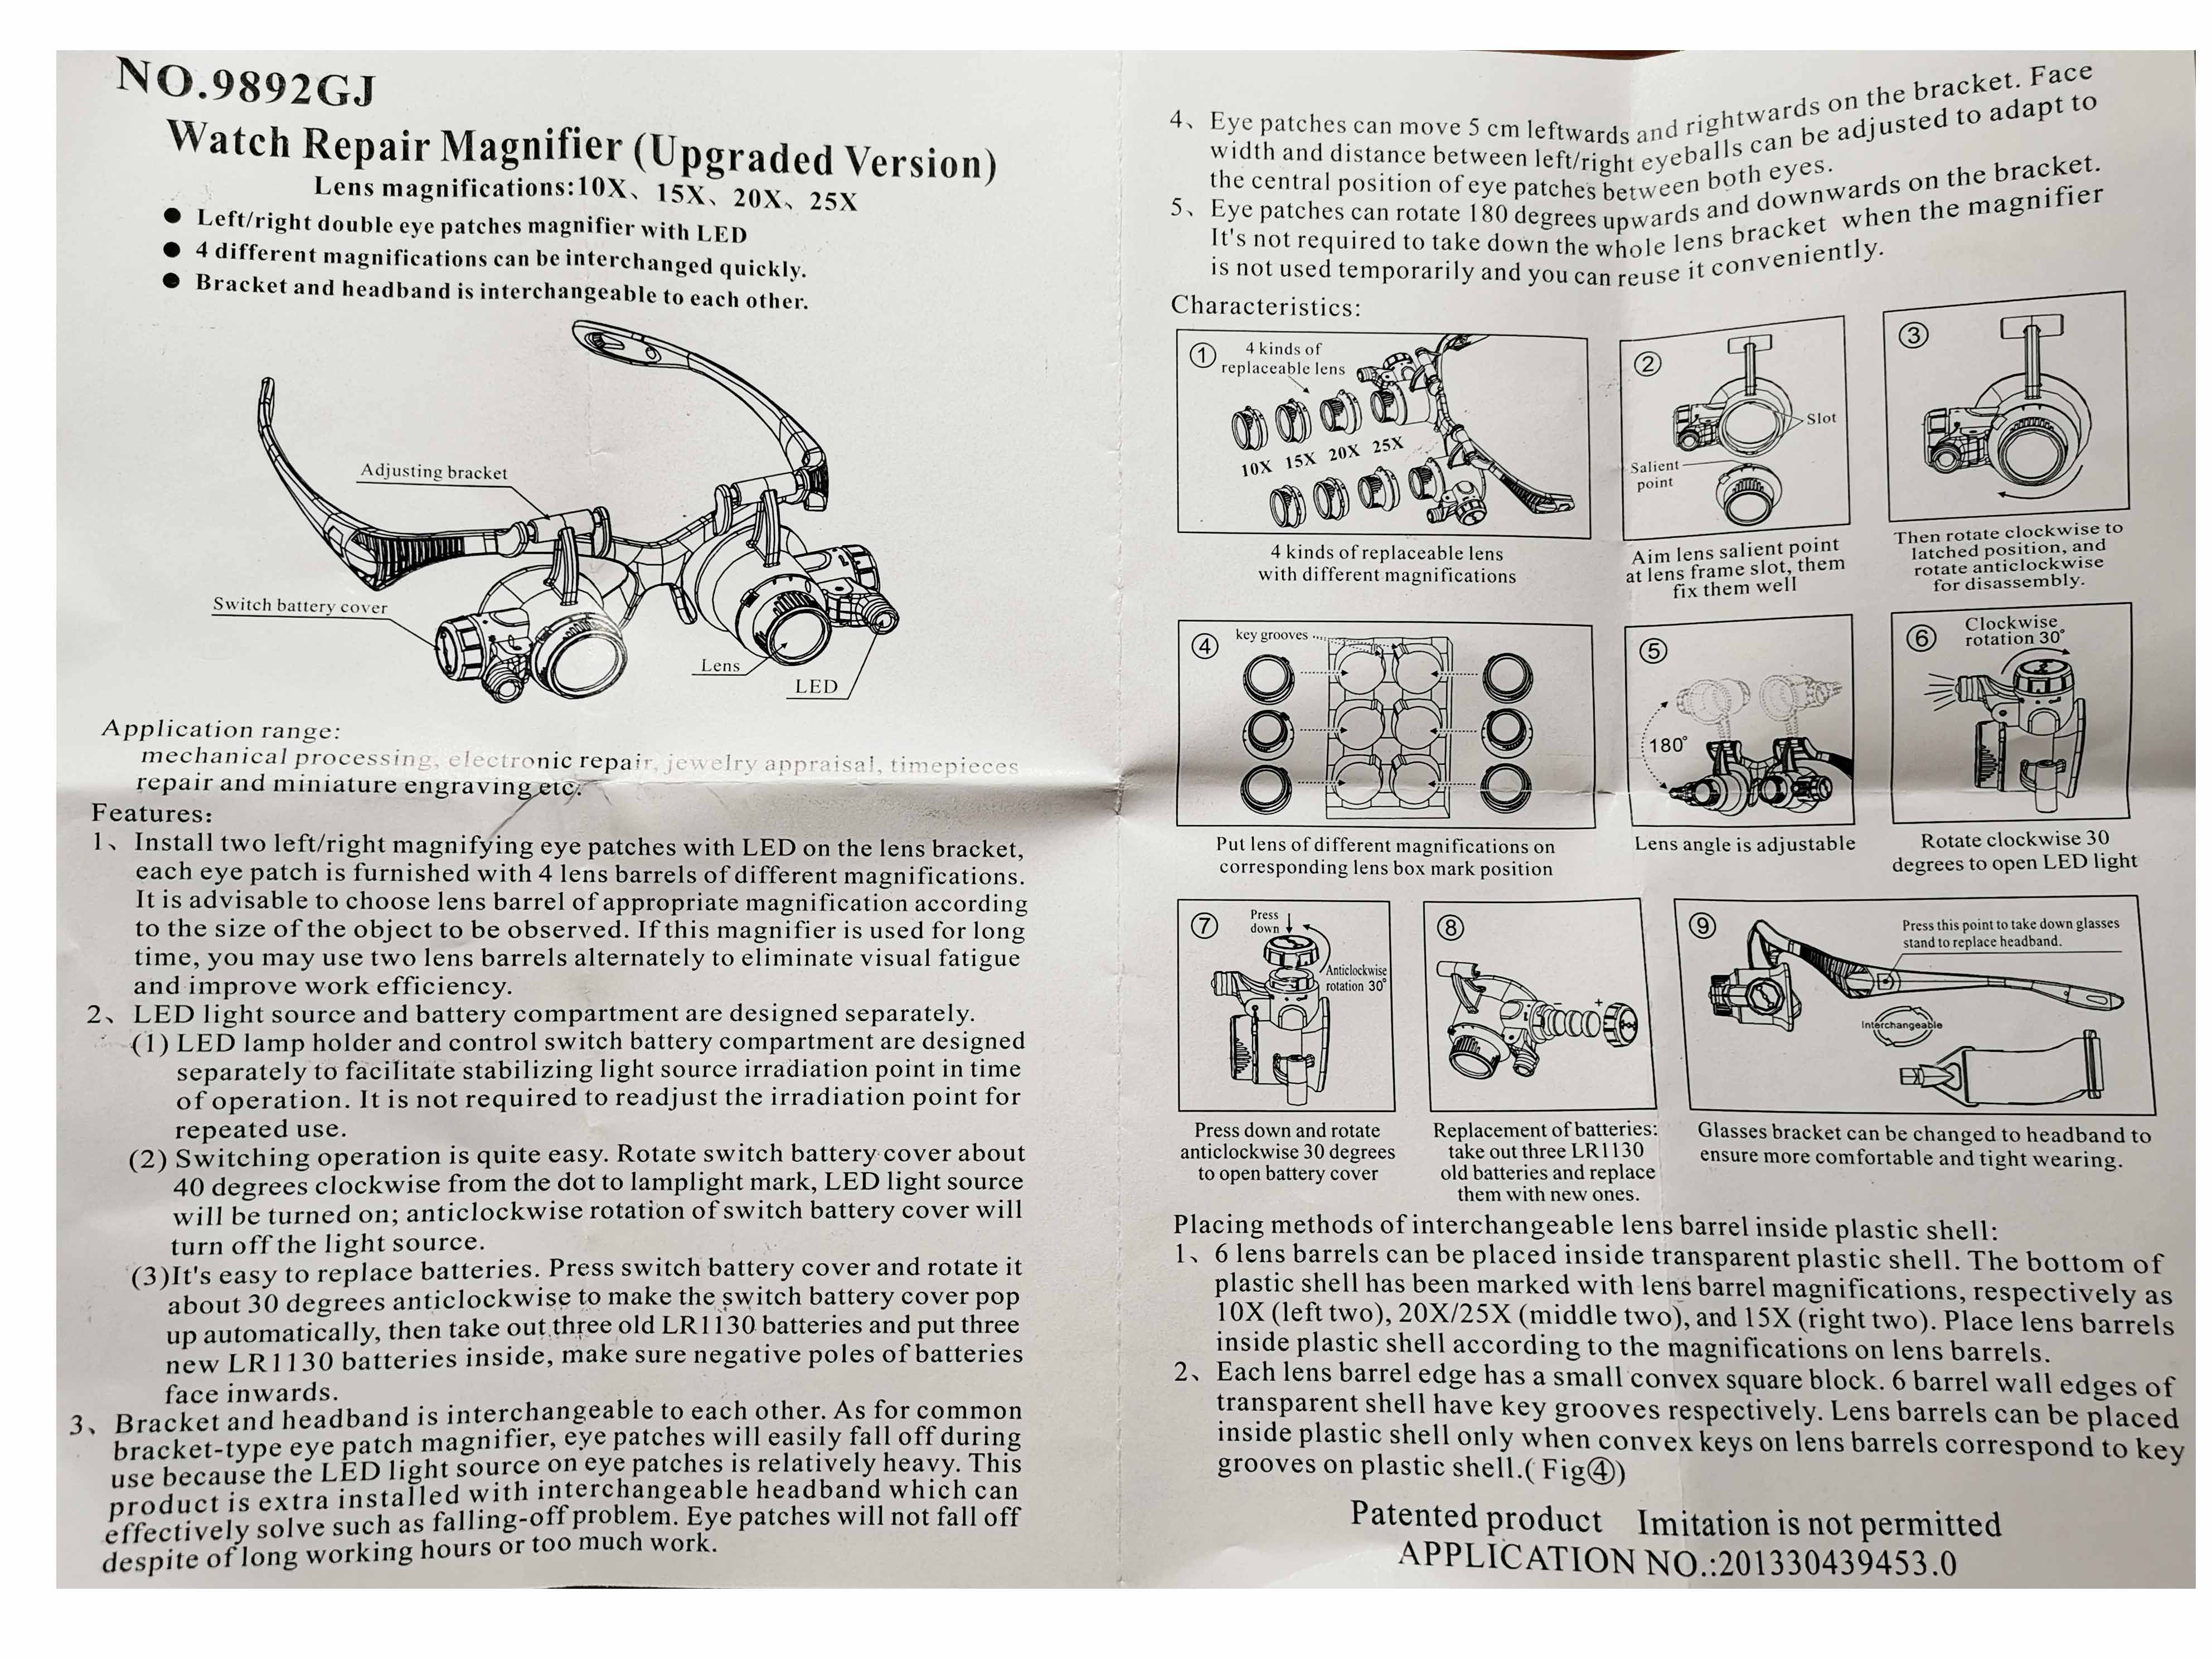 NO.9892GJ
Watch Repair Magnifier (Upgraded Version)
Lens magnifications:10X、15X、20X、25X
● Left/right double eye patches magnifier with LED
● 4 different magnifications can be interchanged quickly.
● Bracket and headband is interchangeable to each other.
Adjusting bracket
Switch battery cover
Lens
LED
Application range:
mechanical processing, electronic repair, jewelry appraisal, timepieces
repair and miniature engraving etc.
Features:
1、Install two left/right magnifying eye patches with LED on the lens bracket,
each eye patch is furnished with 4 lens barrels of different magnifications.
It is advisable to choose lens barrel of appropriate magnification according
to the size of the object to be observed. If this magnifier is used for long
time, you may use two lens barrels alternately to eliminate visual fatigue
and improve work efficiency.
2、LED light source and battery compartment are designed separately.
(1) LED lamp holder and control switch battery compartment are designed
separately to facilitate stabilizing light source irradiation point in time
of operation. It is not required to readjust the irradiation point for
repeated use.
(2) Switching operation is quite easy. Rotate switch battery cover about
40 degrees clockwise from the dot to lamplight mark, LED light source
will be turned on; anticlockwise rotation of switch battery cover will
turn off the light source.
(3)It's easy to replace batteries. Press switch battery cover and rotate it
about 30 degrees anticlockwise to make the switch battery cover pop
up automatically, then take out three old LR1130 batteries and put three
new LR1130 batteries inside, make sure negative poles of batteries
face inwards.
3、Bracket and headband is interchangeable to each other. As for common
bracket-type eye patch magnifier, eye patches will easily fall off during
use because the LED light source on eye patches is relatively heavy. This
product is extra installed with interchangeable headband which can
effectively solve such as falling-off problem. Eye patches will not fall off
despite of long working hours or too much work.
4、Eye patches can move 5 cm leftwards and rightwards on the bracket. Face
width and distance between left/right eyeballs can be adjusted to adapt to
the central position of eye patches between both eyes.
5、Eye patches can rotate 180 degrees upwards and downwards on the bracket.
It's not required to take down the whole lens bracket when the magnifier
is not used temporarily and you can reuse it conveniently.
Characteristics:
① 4 kinds of
replaceable lens
10X 15X 20X 25X
4 kinds of replaceable lens
with different magnifications
②
Slot
Salient
point
Aim lens salient point
at lens frame slot, them
fix them well
③
Then rotate clockwise to
latched position, and
rotate anticlockwise
for disassembly.
④ key grooves
Put lens of different magnifications on
corresponding lens box mark position
⑤
180°
Lens angle is adjustable
⑥ Clockwise
rotation 30°
Rotate clockwise 30
degrees to open LED light
⑦ Press
down
Anticlockwise
rotation 30°
Press down and rotate
anticlockwise 30 degrees
to open battery cover
⑧
− +
Replacement of batteries:
take out three LR1130
old batteries and replace
them with new ones.
⑨ Press this point to take down glasses
stand to replace headband.
Interchangeable
Glasses bracket can be changed to headband to
ensure more comfortable and tight wearing.
Placing methods of interchangeable lens barrel inside plastic shell:
1、6 lens barrels can be placed inside transparent plastic shell. The bottom of
plastic shell has been marked with lens barrel magnifications, respectively as
10X (left two), 20X/25X (middle two), and 15X (right two). Place lens barrels
inside plastic shell according to the magnifications on lens barrels.
2、Each lens barrel edge has a small convex square block. 6 barrel wall edges of
transparent shell have key grooves respectively. Lens barrels can be placed
inside plastic shell only when convex keys on lens barrels correspond to key
grooves on plastic shell.( Fig④)
Patented product Imitation is not permitted
APPLICATION NO.:201330439453.0